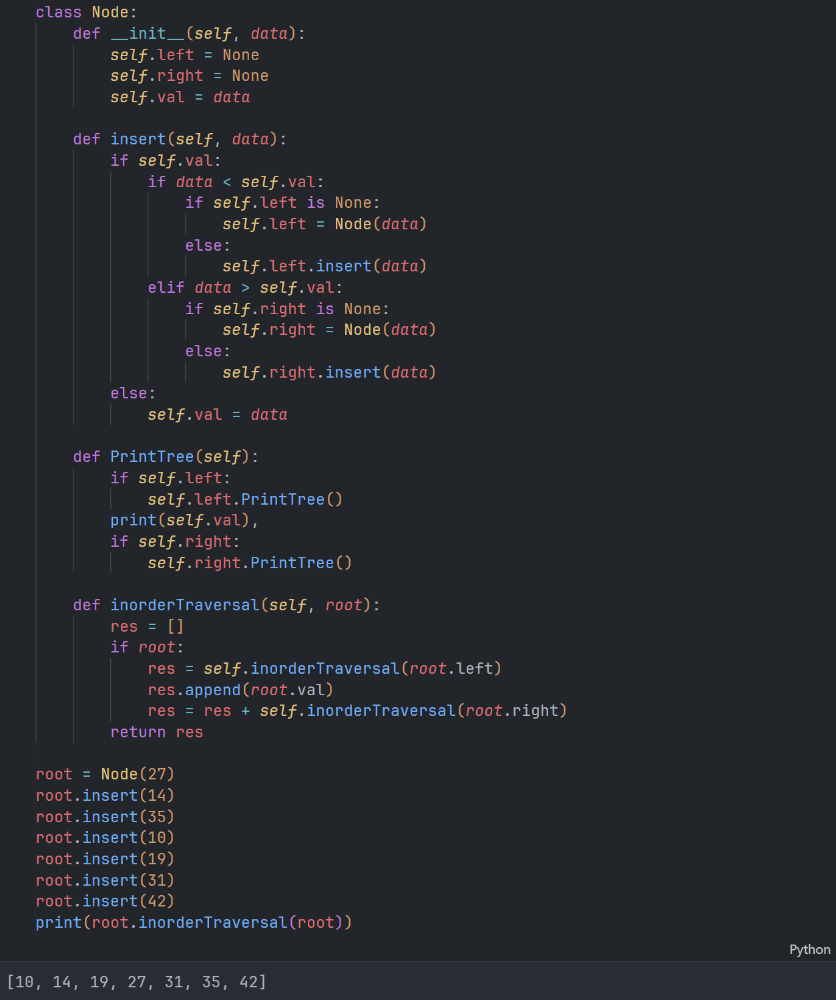 class Node:
    def __init__(self, data):
        self.left = None
        self.right = None
        self.val = data

    def insert(self, data):
        if self.val:
            if data < self.val:
                if self.left is None:
                    self.left = Node(data)
                else:
                    self.left.insert(data)
            elif data > self.val:
                if self.right is None:
                    self.right = Node(data)
                else:
                    self.right.insert(data)
        else:
            self.val = data

    def PrintTree(self):
        if self.left:
            self.left.PrintTree()
        print(self.val),
        if self.right:
            self.right.PrintTree()

    def inorderTraversal(self, root):
        res = []
        if root:
            res = self.inorderTraversal(root.left)
            res.append(root.val)
            res = res + self.inorderTraversal(root.right)
        return res

root = Node(27)
root.insert(14)
root.insert(35)
root.insert(10)
root.insert(19)
root.insert(31)
root.insert(42)
print(root.inorderTraversal(root))
Python
[10, 14, 19, 27, 31, 35, 42]